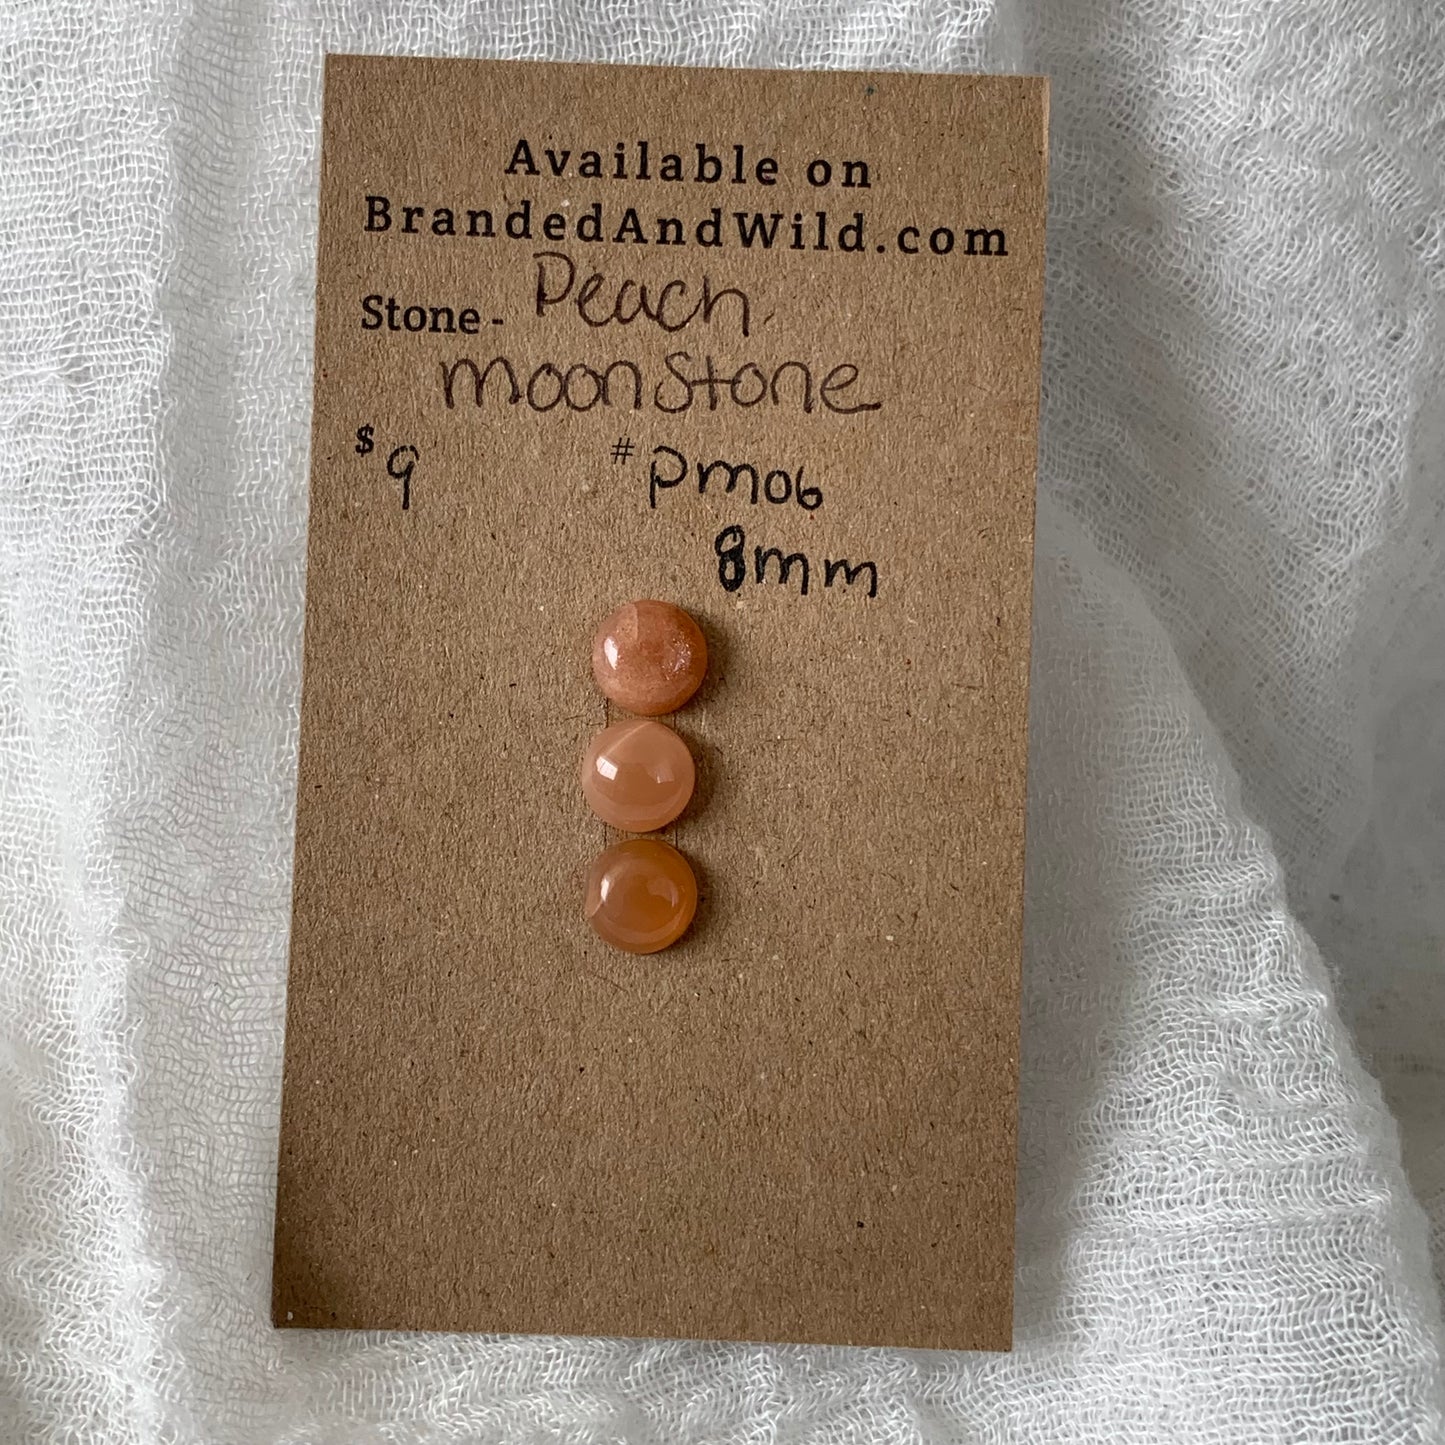 Available on
BrandedAndWild.com
Stone - Peach
moonstone
$9 #PM06
8mm